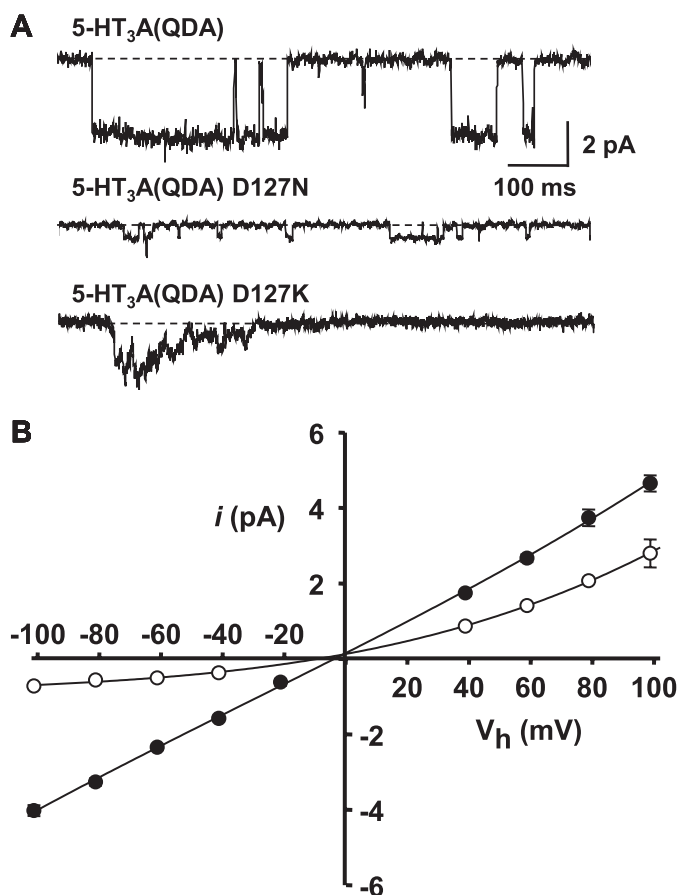 A
5-HT₃A(QDA)
2 pA
100 ms
5-HT₃A(QDA) D127N
5-HT₃A(QDA) D127K
B
6
i (pA)
4
2
-100 -80 -60 -40 -20
20 40 60 80 100
Vₕ (mV)
-2
-4
-6